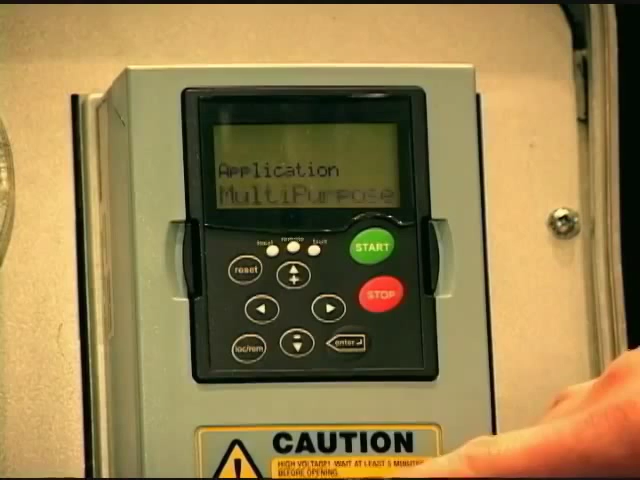 Application
MultiPurpose
local remote fault
reset
+
START
STOP
loc/rem
-
enter
CAUTION
HIGH VOLTAGE! WAIT AT LEAST 5 MINUTES
BEFORE OPENING